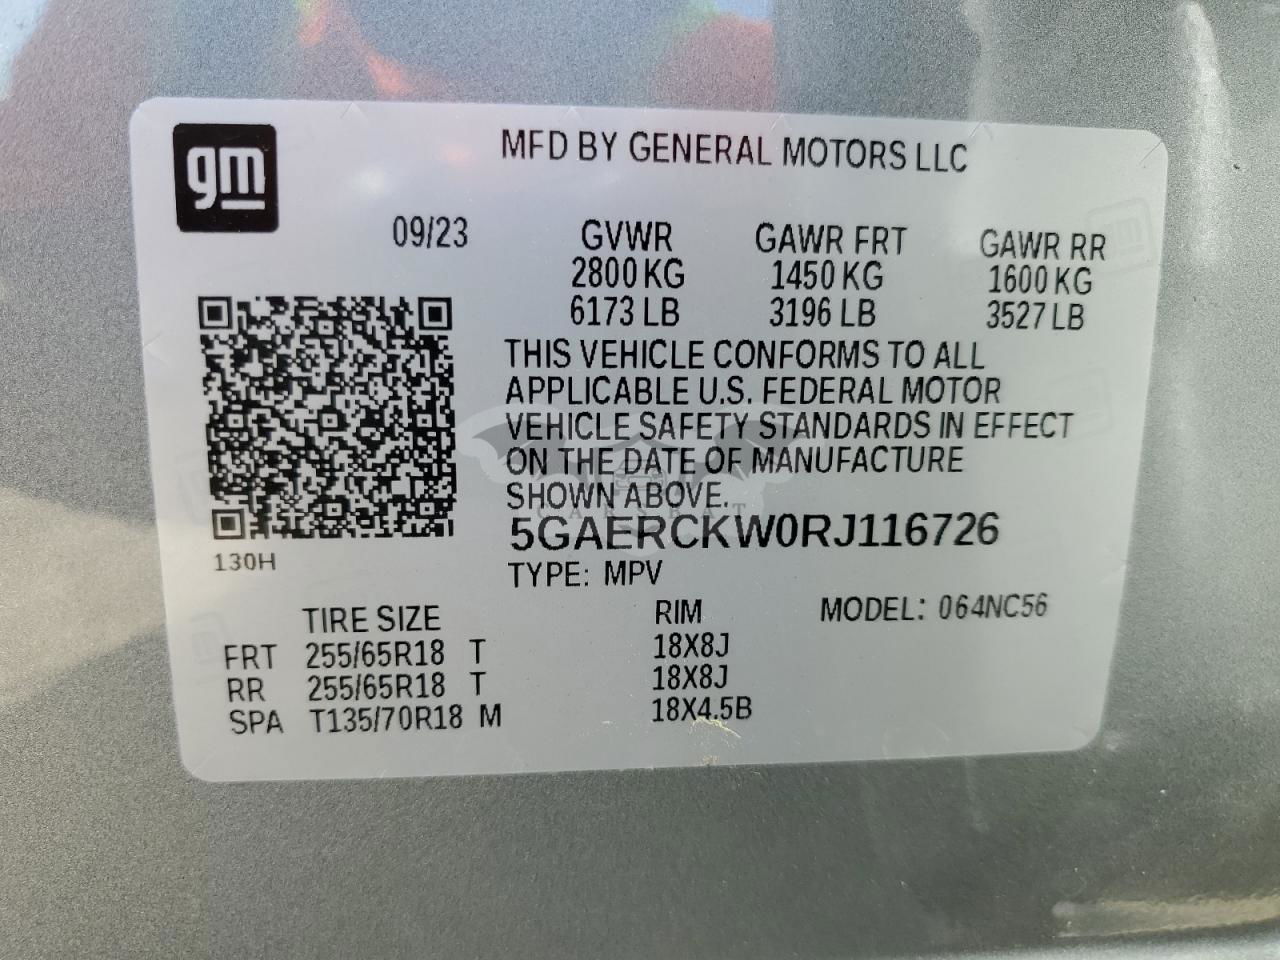 gm
MFD BY GENERAL MOTORS LLC
09/23 GVWR GAWR FRT GAWR RR
2800 KG 1450 KG 1600 KG
6173 LB 3196 LB 3527 LB
THIS VEHICLE CONFORMS TO ALL
APPLICABLE U.S. FEDERAL MOTOR
VEHICLE SAFETY STANDARDS IN EFFECT
ON THE DATE OF MANUFACTURE
SHOWN ABOVE.
CARSBAT
5GAERCKW0RJ116726
130H
TYPE: MPV
TIRE SIZE RIM MODEL: 064NC56
FRT 255/65R18 T 18X8J
RR 255/65R18 T 18X8J
SPA T135/70R18 M 18X4.5B